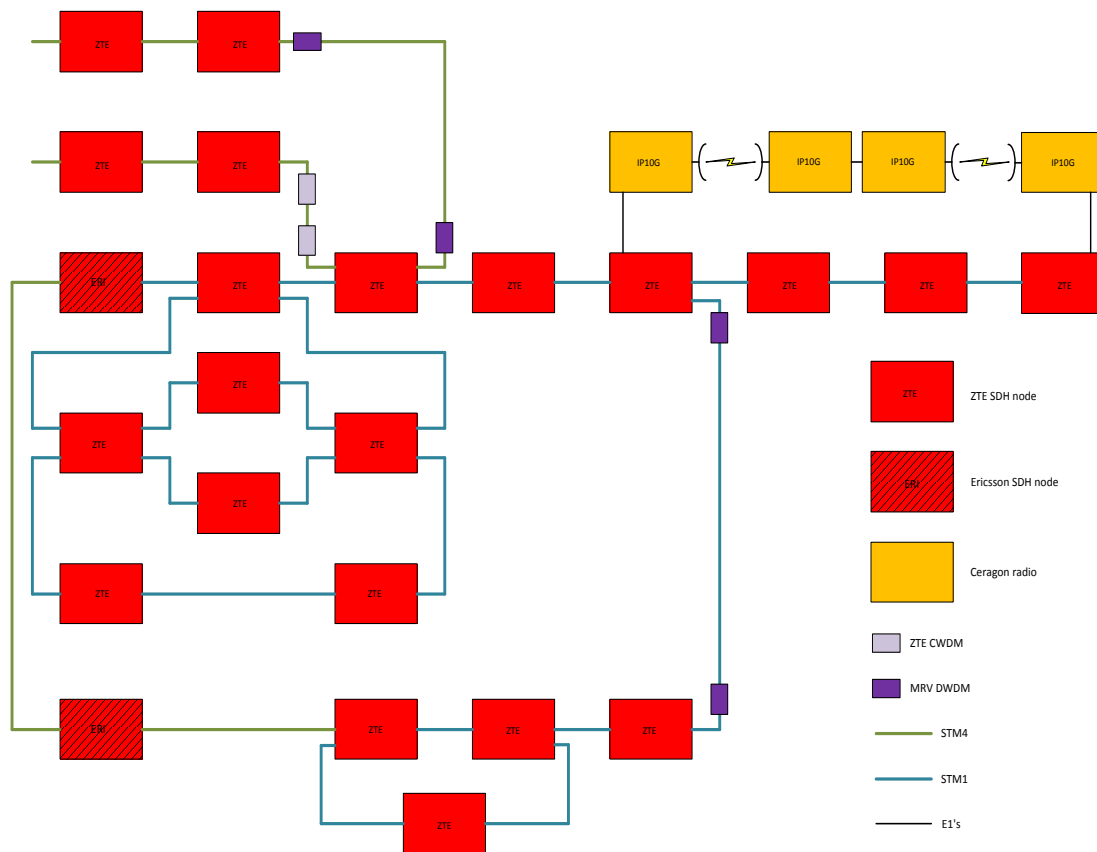 ZTE ZTE
ZTE ZTE
IP10G IP10G IP10G IP10G
ERI ZTE ZTE ZTE ZTE ZTE ZTE ZTE
ZTE
ZTE ZTE
ZTE
ZTE ZTE
ERI ZTE ZTE ZTE
ZTE
ZTE ZTE SDH node
ERI Ericsson SDH node
Ceragon radio
ZTE CWDM
MRV DWDM
STM4
STM1
E1's